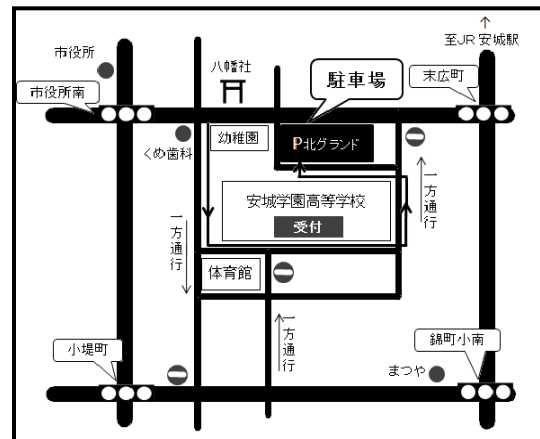 ↑
至JR 安城駅
市役所
八幡社
駐車場
末広町
市役所南
くめ歯科
幼稚園
P北グランド
一方通行
安城学園高等学校
受付
一方通行
体育館
一方通行
小堤町
錦町小南
まつや